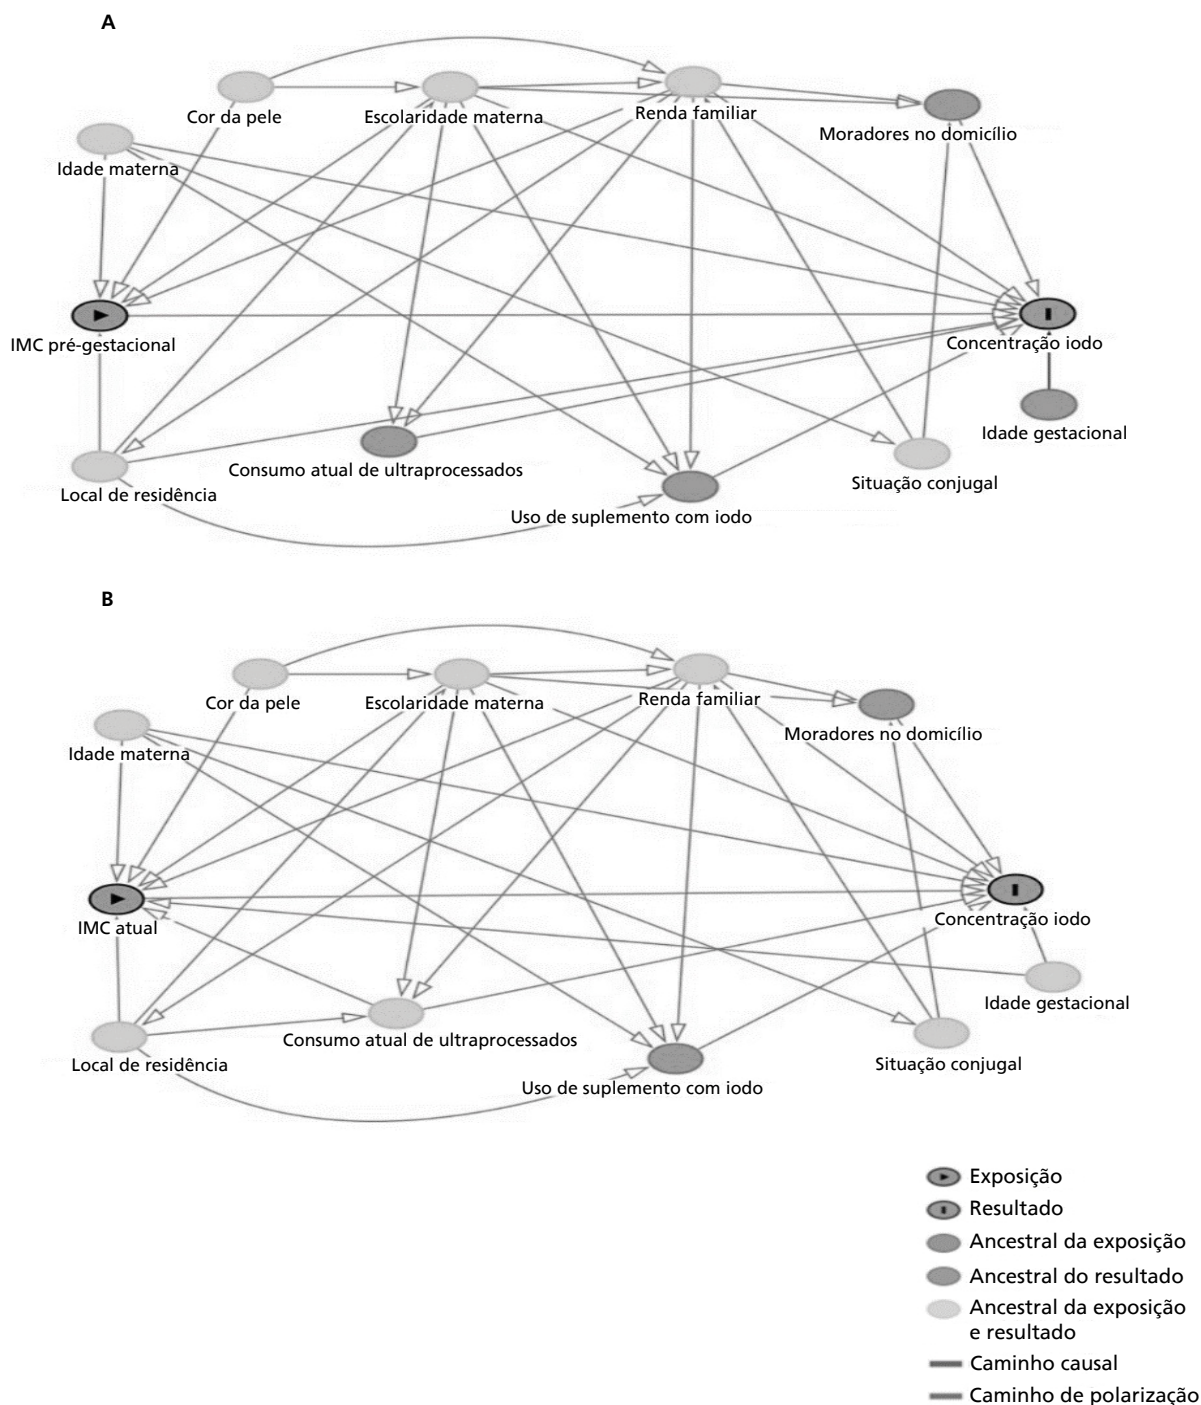 A
Cor da pele
Escolaridade materna
Renda familiar
Moradores no domicílio
Idade materna
IMC pré-gestacional
Concentração iodo
Idade gestacional
Consumo atual de ultraprocessados
Situação conjugal
Local de residência
Uso de suplemento com iodo
B
Cor da pele
Escolaridade materna
Renda familiar
Moradores no domicílio
Idade materna
IMC atual
Concentração iodo
Idade gestacional
Consumo atual de ultraprocessados
Situação conjugal
Local de residência
Uso de suplemento com iodo
Exposição
Resultado
Ancestral da exposição
Ancestral do resultado
Ancestral da exposição
e resultado
Caminho causal
Caminho de polarização